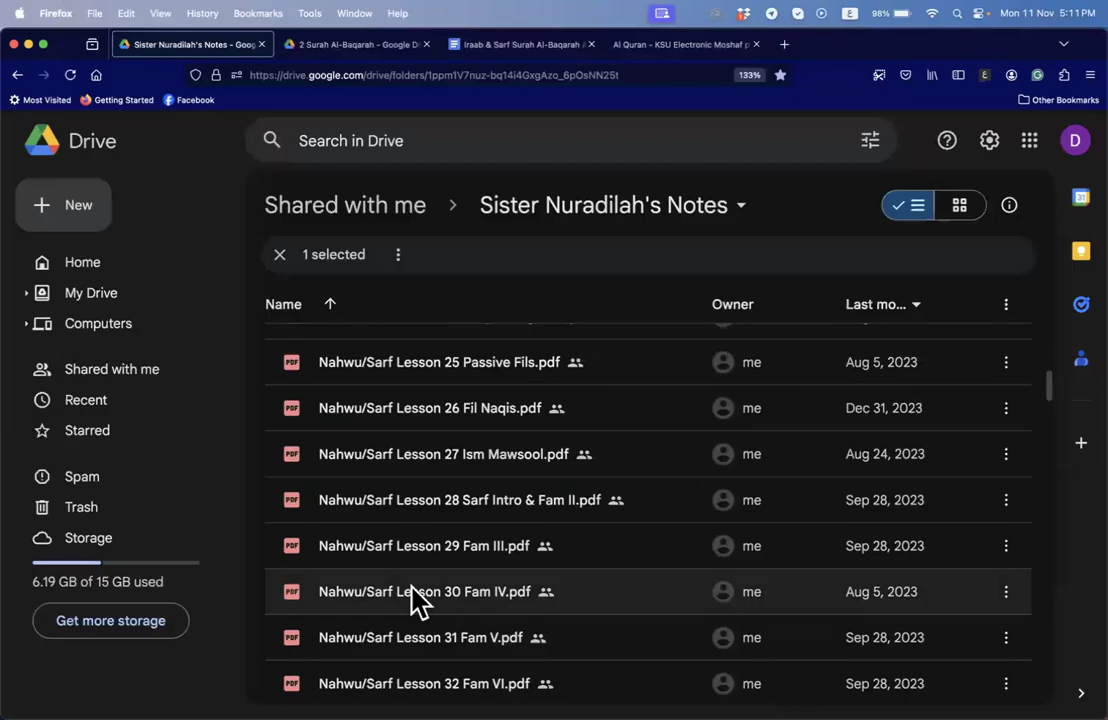 Firefox File Edit View History Bookmarks Tools Window Help 98% Mon 11 Nov 5:11 PM
Sister Nuradilah's Notes - Goog 2 Surah Al-Baqarah - Google D Iraab & Sarf Surah Al-Baqarah Al Quran - KSU Electronic Moshaf p
https://drive.google.com/drive/folders/1ppm1V7nuz-bq14i4GxgAzo_6pOsNN25t 133%
Most Visited Getting Started Facebook Other Bookmarks
Drive Search in Drive D
New Shared with me Sister Nuradilah's Notes
1 selected
Home
My Drive
Computers
Shared with me
Recent
Starred
Spam
Trash
Storage
6.19 GB of 15 GB used
Get more storage
Name Owner Last mo...
Nahwu/Sarf Lesson 25 Passive Fils.pdf me Aug 5, 2023
Nahwu/Sarf Lesson 26 Fil Naqis.pdf me Dec 31, 2023
Nahwu/Sarf Lesson 27 Ism Mawsool.pdf me Aug 24, 2023
Nahwu/Sarf Lesson 28 Sarf Intro & Fam II.pdf me Sep 28, 2023
Nahwu/Sarf Lesson 29 Fam III.pdf me Sep 28, 2023
Nahwu/Sarf Lesson 30 Fam IV.pdf me Aug 5, 2023
Nahwu/Sarf Lesson 31 Fam V.pdf me Sep 28, 2023
Nahwu/Sarf Lesson 32 Fam VI.pdf me Sep 28, 2023